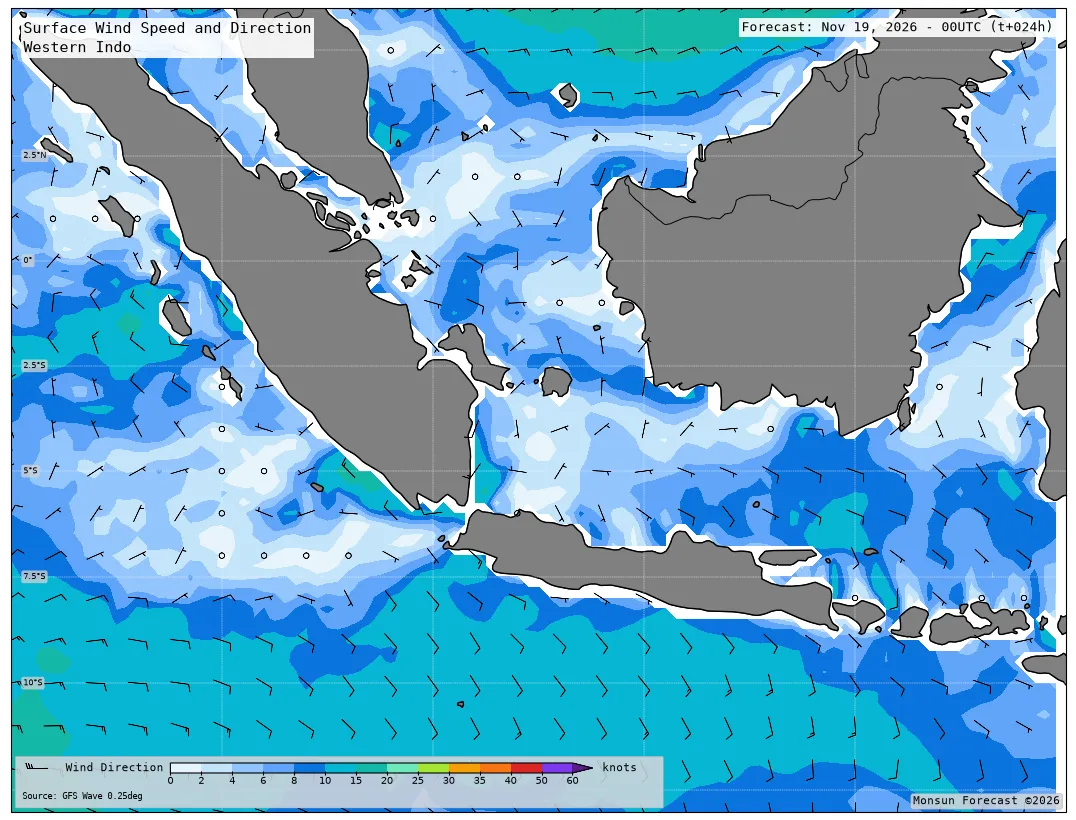 Surface Wind Speed and Direction
Western Indo
Forecast: Nov 19, 2026 - 00UTC (t+024h)
2.5°N
0°
2.5°S
5°S
7.5°S
10°S
Wind Direction
knots
0 2 4 6 8 10 15 20 25 30 35 40 50 60
Source: GFS Wave 0.25deg
Monsun Forecast ©2026